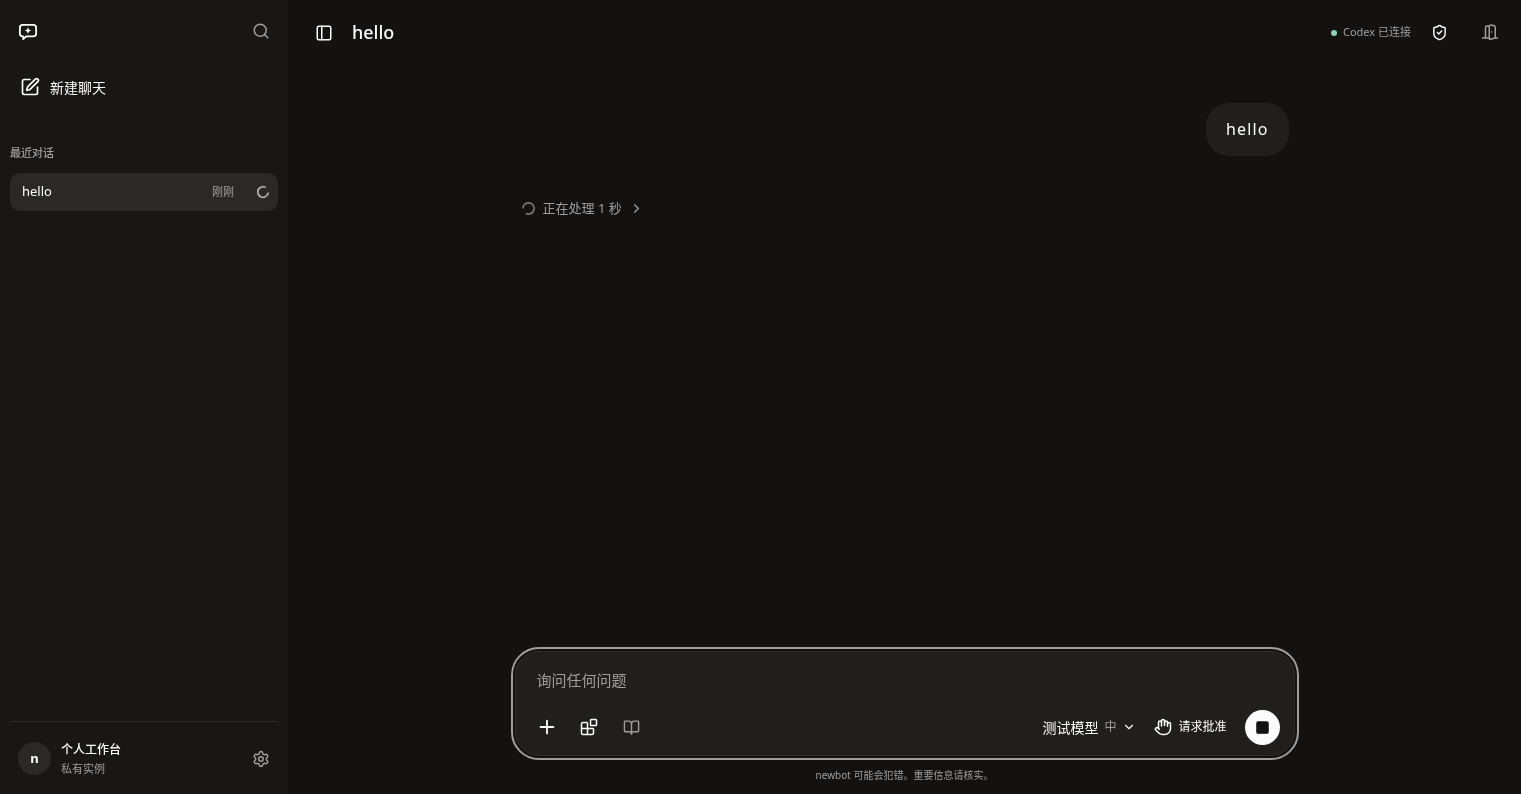 hello
Codex 已连接
新建聊天
hello
最近对话
hello 刚刚
正在处理 1 秒
询问任何问题
测试模型 中 请求批准
n 个人工作台
私有实例
newbot 可能会犯错。重要信息请核实。